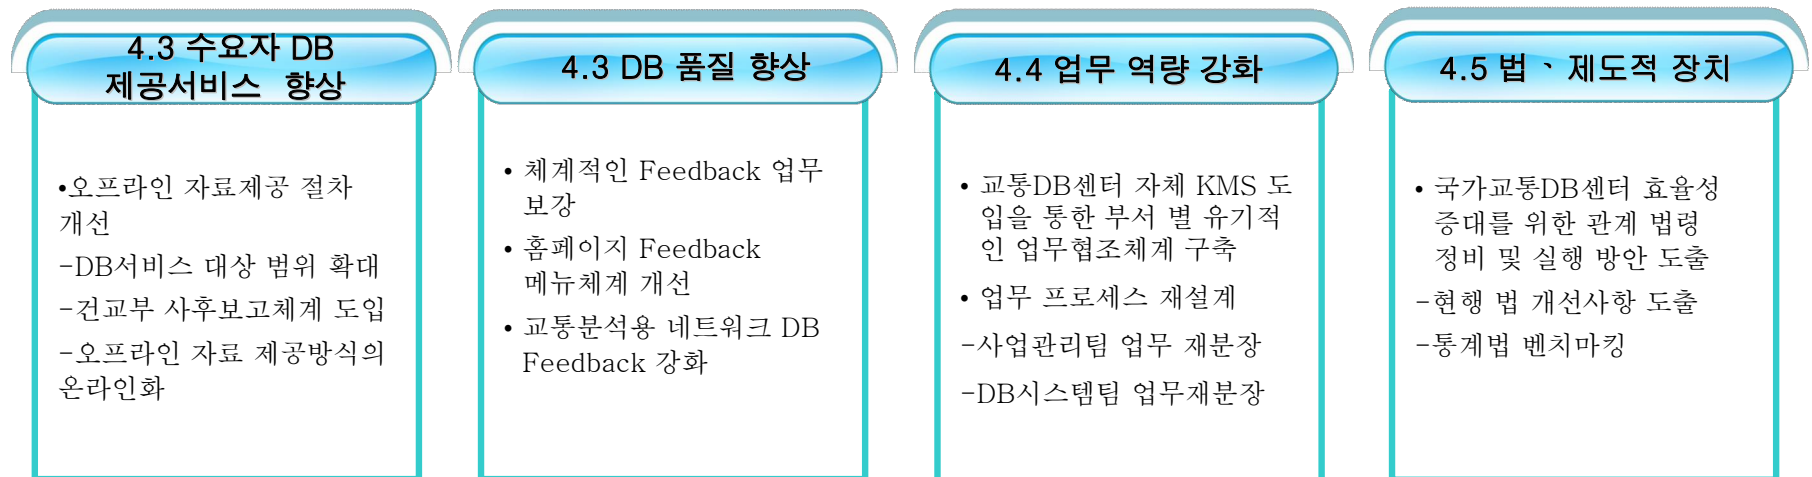 4.3 수요자 DB
제공서비스 향상
•오프라인 자료제공 절차
개선
-DB서비스 대상 범위 확대
-건교부 사후보고체계 도입
-오프라인 자료 제공방식의
온라인화
4.3 DB 품질 향상
• 체계적인 Feedback 업무
보강
• 홈페이지 Feedback
메뉴체계 개선
• 교통분석용 네트워크 DB
Feedback 강화
4.4 업무 역량 강화
• 교통DB센터 자체 KMS 도
입을 통한 부서 별 유기적
인 업무협조체계 구축
• 업무 프로세스 재설계
-사업관리팀 업무 재분장
-DB시스템팀 업무재분장
4.5 법、제도적 장치
• 국가교통DB센터 효율성
증대를 위한 관계 법령
정비 및 실행 방안 도출
-현행 법 개선사항 도출
-통계법 벤치마킹